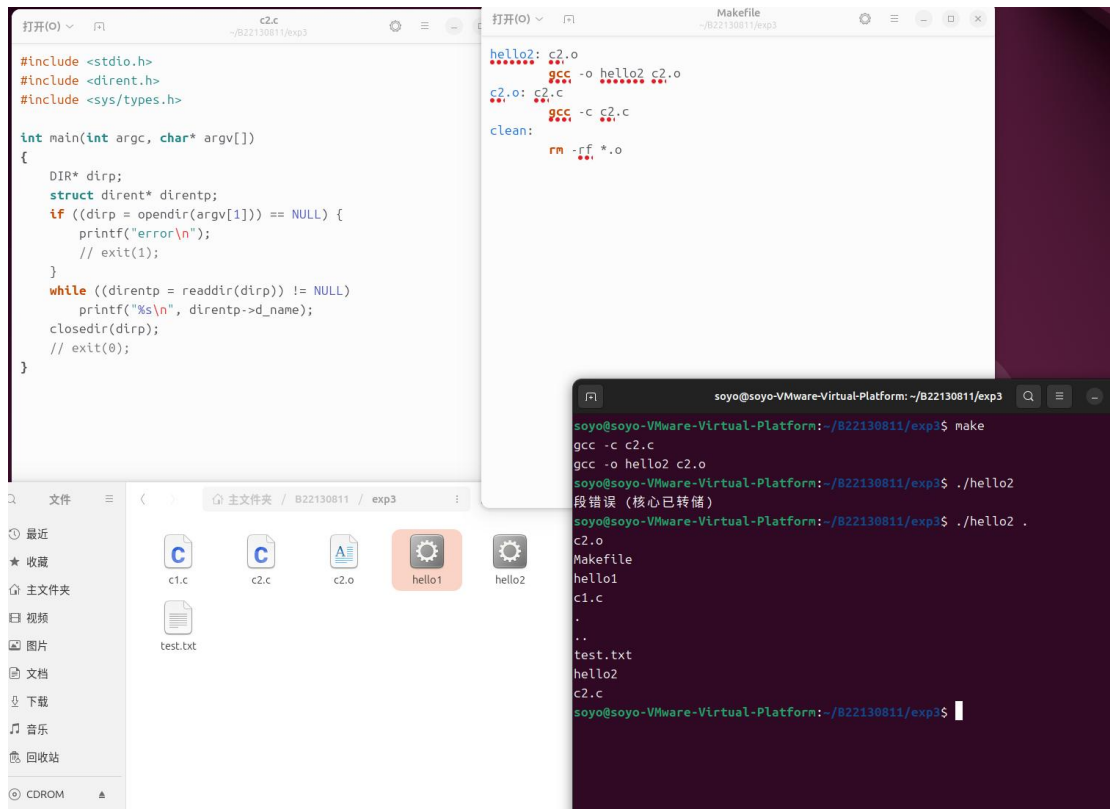 打开(O)
c2.c
~/B22130811/exp3
#include <stdio.h>
#include <dirent.h>
#include <sys/types.h>
int main(int argc, char* argv[])
{
    DIR* dirp;
    struct dirent* direntp;
    if ((dirp = opendir(argv[1])) == NULL) {
        printf("error\n");
        // exit(1);
    }
    while ((direntp = readdir(dirp)) != NULL)
        printf("%s\n", direntp->d_name);
    closedir(dirp);
    // exit(0);
}
打开(O)
Makefile
~/B22130811/exp3
hello2: c2.o
        gcc -o hello2 c2.o
c2.o: c2.c
        gcc -c c2.c
clean:
        rm -rf *.o
文件
主文件夹 / B22130811 / exp3
最近
收藏
主文件夹
视频
图片
文档
下载
音乐
回收站
CDROM
c1.c
c2.c
c2.o
hello1
hello2
test.txt
soyo@soyo-VMware-Virtual-Platform: ~/B22130811/exp3
soyo@soyo-VMware-Virtual-Platform:~/B22130811/exp3$ make
gcc -c c2.c
gcc -o hello2 c2.o
soyo@soyo-VMware-Virtual-Platform:~/B22130811/exp3$ ./hello2
段错误 (核心已转储)
soyo@soyo-VMware-Virtual-Platform:~/B22130811/exp3$ ./hello2 .
c2.o
Makefile
hello1
c1.c
.
..
test.txt
hello2
c2.c
soyo@soyo-VMware-Virtual-Platform:~/B22130811/exp3$